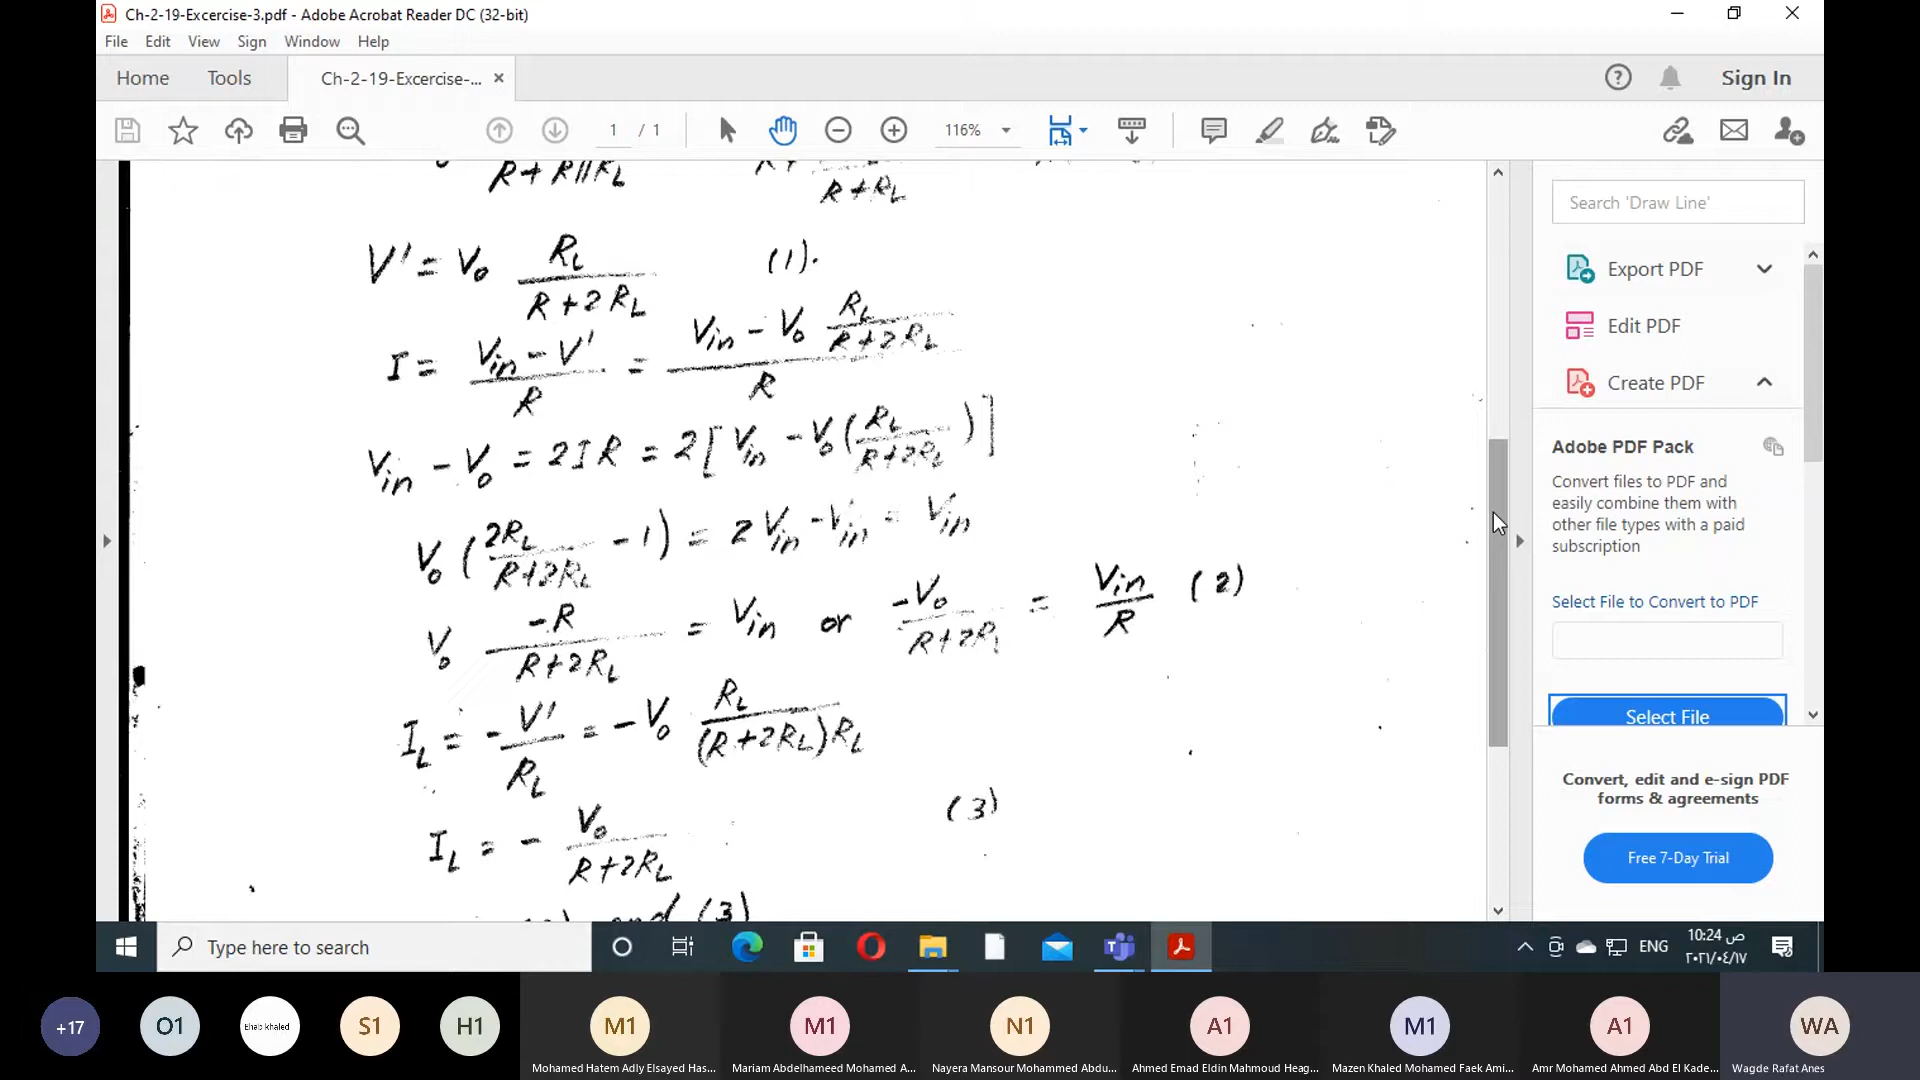 Ch-2-19-Excercise-3.pdf - Adobe Acrobat Reader DC (32-bit)
File Edit View Sign Window Help
Home Tools Ch-2-19-Excercise-... × Sign In
1 / 1 116%
R + R||R_L R + R_L
V' = V_o R_L / (R + 2R_L) (1).
I = (V_in - V') / R = (V_in - V_o R_L / (R + 2R_L)) / R
V_in - V_o = 2IR = 2[V_in - V_o (R_L / (R + 2R_L))]
V_o (2R_L / (R + 2R_L) - 1) = 2V_in - V_in = V_in
V_o -R / (R + 2R_L) = V_in or -V_o / (R + 2R_L) = V_in / R (2)
I_L = -V' / R_L = -V_o R_L / ((R + 2R_L) R_L)
I_L = - V_o / (R + 2R_L) (3)
and (3)
Search 'Draw Line'
Export PDF
Edit PDF
Create PDF
Adobe PDF Pack
Convert files to PDF and
easily combine them with
other file types with a paid
subscription
Select File to Convert to PDF
Select File
Convert, edit and e-sign PDF
forms & agreements
Free 7-Day Trial
Type here to search
ENG
10:24 ص
٢٠٢١/٠٤/١٧
+17 O1 Ehab khaled S1 H1 M1 M1 N1 A1 M1 A1 WA
Mohamed Hatem Adly Elsayed Has...
Mariam Abdelhameed Mohamed A...
Nayera Mansour Mohammed Abdu...
Ahmed Emad Eldin Mahmoud Heag...
Mazen Khaled Mohamed Faek Ami...
Amr Mohamed Ahmed Abd El Kade...
Wagde Rafat Anes